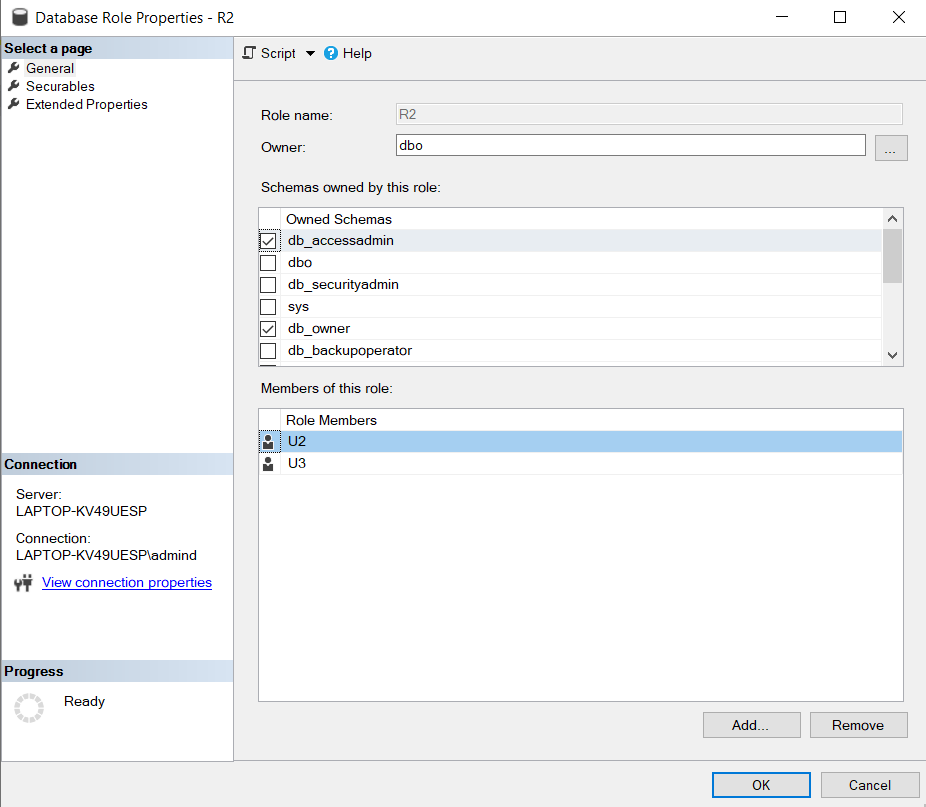 Database Role Properties - R2
Select a page
General
Securables
Extended Properties
Script
Help
Role name:
R2
Owner:
dbo
...
Schemas owned by this role:
Owned Schemas
db_accessadmin
dbo
db_securityadmin
sys
db_owner
db_backupoperator
Members of this role:
Role Members
U2
U3
Connection
Server:
LAPTOP-KV49UESP
Connection:
LAPTOP-KV49UESP\admind
View connection properties
Progress
Ready
Add...
Remove
OK
Cancel